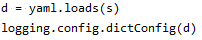 d = yaml.loads(s)
logging.config.dictConfig(d)